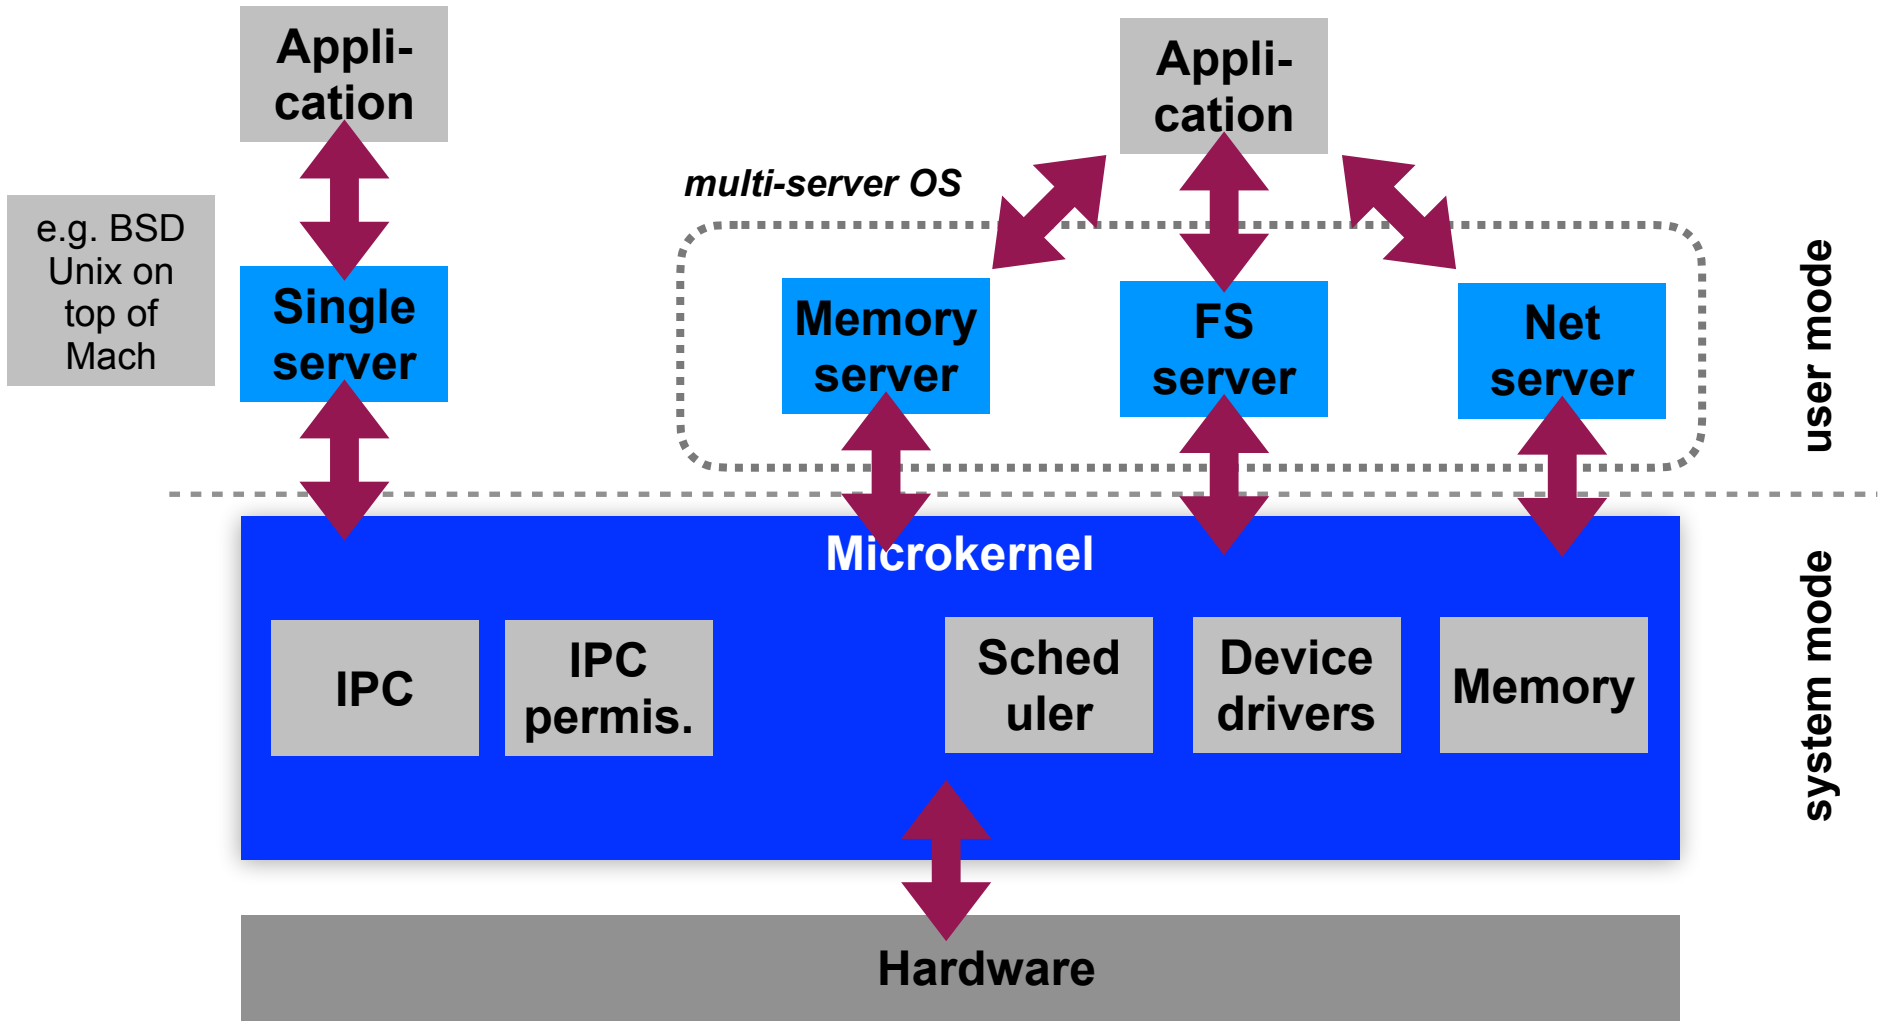 Appli-
cation
Appli-
cation
multi-server OS
e.g. BSD
Unix on
top of
Mach
Single
server
Memory
server
FS
server
Net
server
user mode
Microkernel
IPC
IPC
permis.
Sched
uler
Device
drivers
Memory
system mode
Hardware